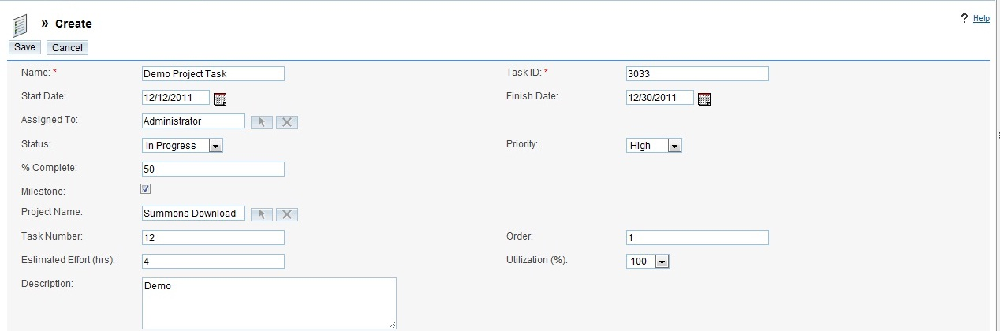 » Create
? Help
Save Cancel
Name: * Demo Project Task Task ID: * 3033
Start Date: 12/12/2011 Finish Date: 12/30/2011
Assigned To: Administrator
Status: In Progress Priority: High
% Complete: 50
Milestone:
Project Name: Summons Download
Task Number: 12 Order: 1
Estimated Effort (hrs): 4 Utilization (%): 100
Description: Demo